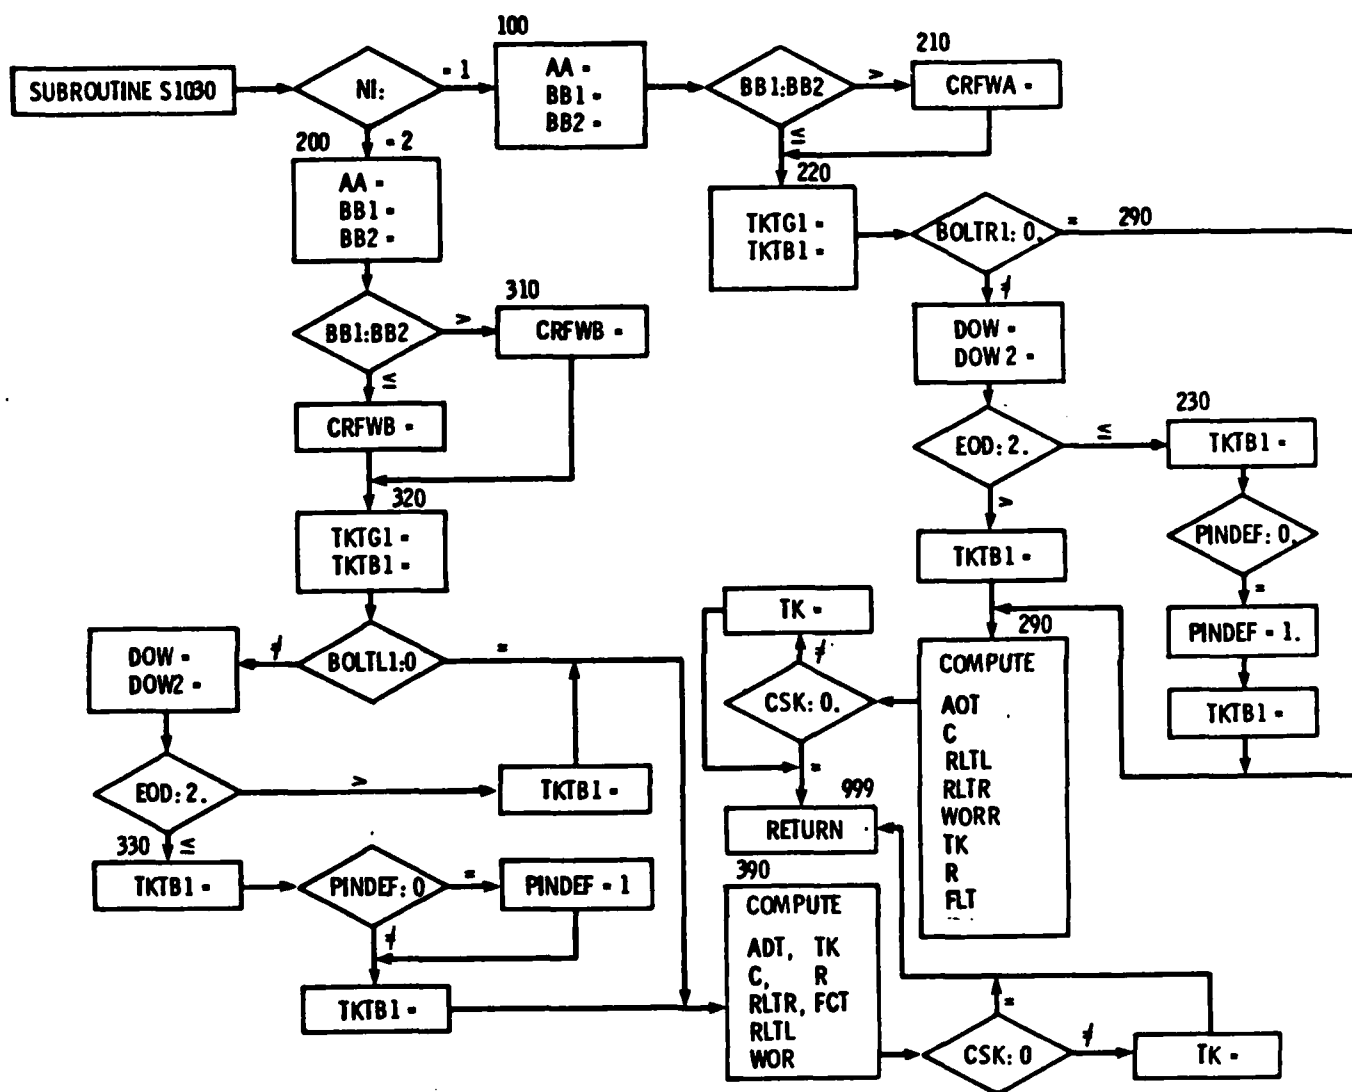 SUBROUTINE S1030
NI:
= 1
= 2
100
AA =
BB1 =
BB2 =
BB1:BB2
>
≤
210
CRFWA =
220
TKTG1 =
TKTB1 =
BOLTR1: 0.
=
290
≠
DOW =
DOW2 =
EOD: 2.
≤
>
230
TKTB1 =
PINDEF: 0.
=
PINDEF = 1.
TKTB1 =
TKTB1 =
290
COMPUTE
AOT
C
RLTL
RLTR
WORR
TK
R
FLT
CSK: 0.
≠
=
TK =
999
RETURN
200
AA =
BB1 =
BB2 =
BB1:BB2
>
≤
310
CRFWB =
CRFWB =
320
TKTG1 =
TKTB1 =
BOLTL1:0
=
≠
DOW =
DOW2 =
EOD: 2.
>
≤
TKTB1 =
330
TKTB1 =
PINDEF: 0
=
≠
PINDEF = 1
TKTB1 =
390
COMPUTE
ADT, TK
C, R
RLTR, FCT
RLTL
WOR
CSK: 0
=
≠
TK =